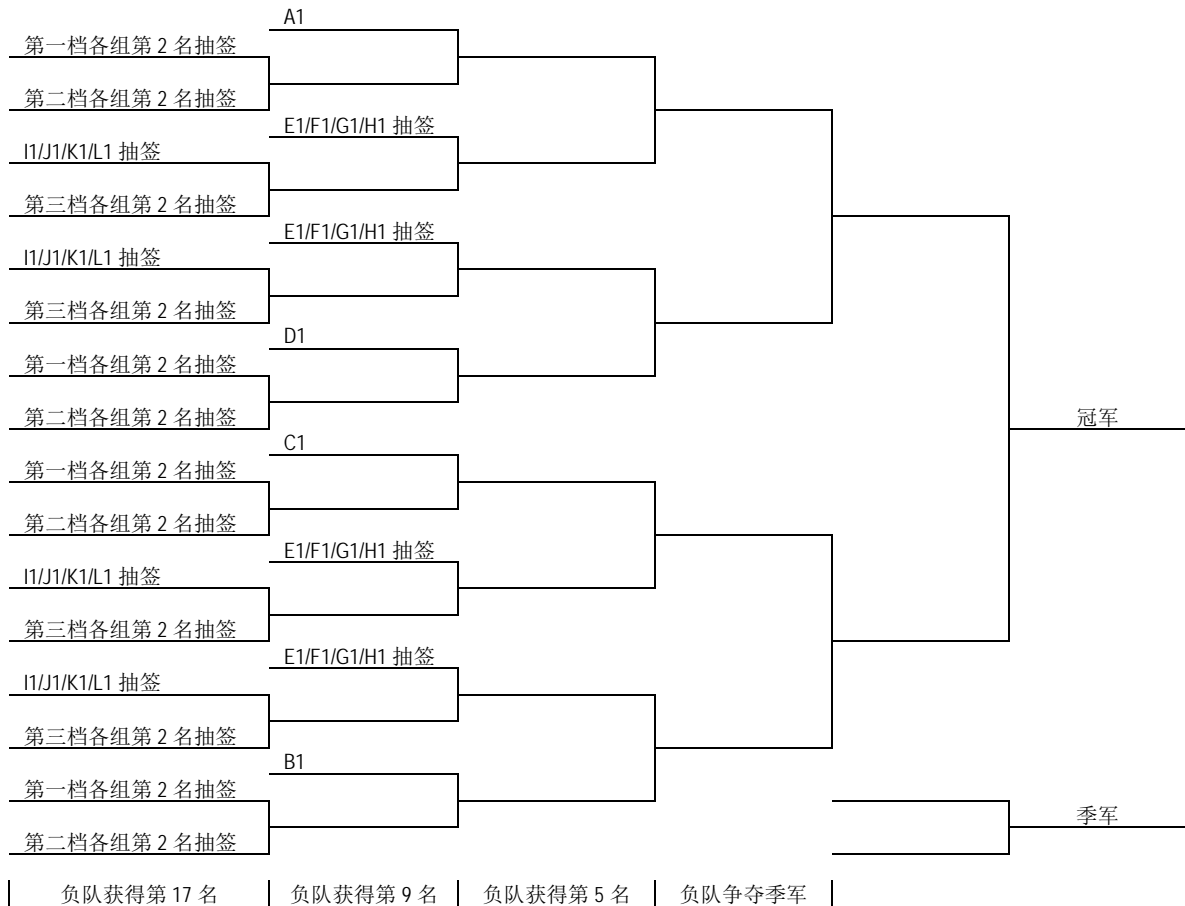 A1
第一档各组第 2 名抽签
第二档各组第 2 名抽签
E1/F1/G1/H1 抽签
I1/J1/K1/L1 抽签
第三档各组第 2 名抽签
E1/F1/G1/H1 抽签
I1/J1/K1/L1 抽签
第三档各组第 2 名抽签
D1
第一档各组第 2 名抽签
第二档各组第 2 名抽签
冠军
C1
第一档各组第 2 名抽签
第二档各组第 2 名抽签
E1/F1/G1/H1 抽签
I1/J1/K1/L1 抽签
第三档各组第 2 名抽签
E1/F1/G1/H1 抽签
I1/J1/K1/L1 抽签
第三档各组第 2 名抽签
B1
第一档各组第 2 名抽签
季军
第二档各组第 2 名抽签
负队获得第 17 名 负队获得第 9 名 负队获得第 5 名 负队争夺季军